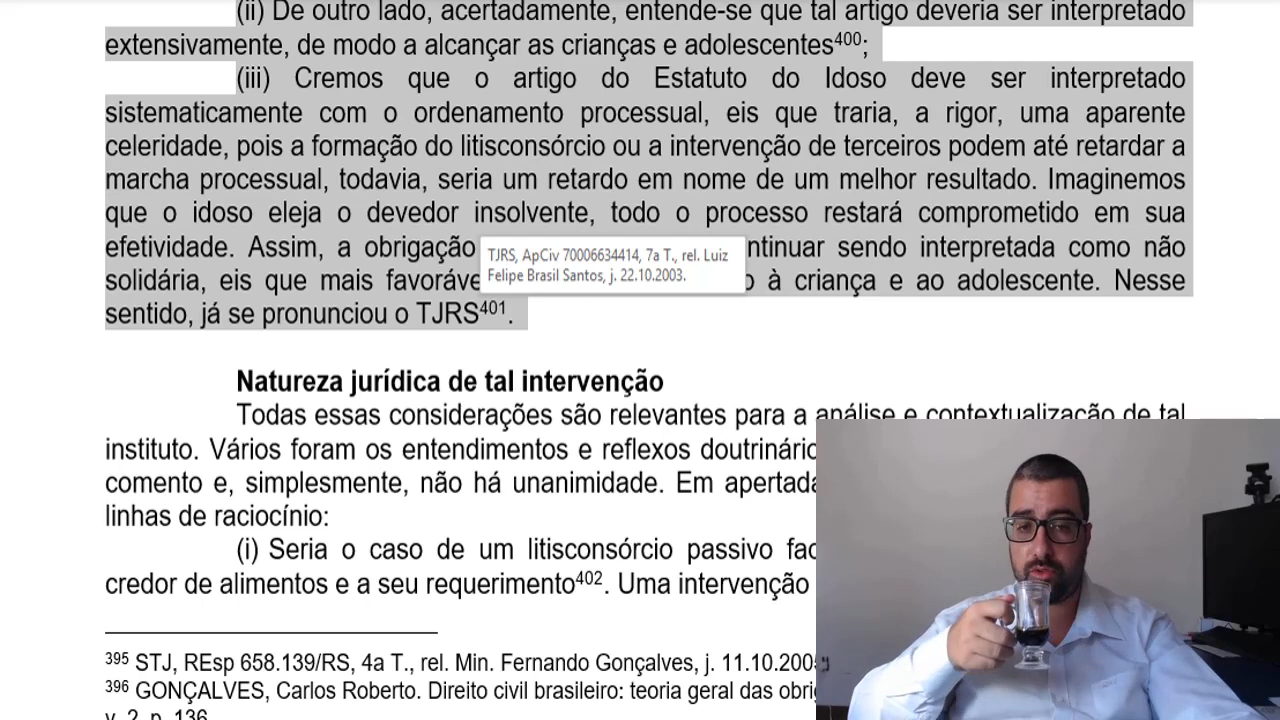 (ii) De outro lado, acertadamente, entende-se que tal artigo deveria ser interpretado
extensivamente, de modo a alcançar as crianças e adolescentes400;
(iii) Cremos que o artigo do Estatuto do Idoso deve ser interpretado
sistematicamente com o ordenamento processual, eis que traria, a rigor, uma aparente
celeridade, pois a formação do litisconsórcio ou a intervenção de terceiros podem até retardar a
marcha processual, todavia, seria um retardo em nome de um melhor resultado. Imaginemos
que o idoso eleja o devedor insolvente, todo o processo restará comprometido em sua
efetividade. Assim, a obrigação ntinuar sendo interpretada como não
TJRS, ApCiv 70006634414, 7a T., rel. Luiz
Felipe Brasil Santos, j. 22.10.2003.
solidária, eis que mais favoráve o à criança e ao adolescente. Nesse
sentido, já se pronunciou o TJRS401.
Natureza jurídica de tal intervenção
Todas essas considerações são relevantes para a análise e contextualização de tal
instituto. Vários foram os entendimentos e reflexos doutrinário
comento e, simplesmente, não há unanimidade. Em apertada
linhas de raciocínio:
(i) Seria o caso de um litisconsórcio passivo fac
credor de alimentos e a seu requerimento402. Uma intervenção
395 STJ, REsp 658.139/RS, 4a T., rel. Min. Fernando Gonçalves, j. 11.10.2005
396 GONÇALVES, Carlos Roberto. Direito civil brasileiro: teoria geral das obrig
v. 2, p. 136